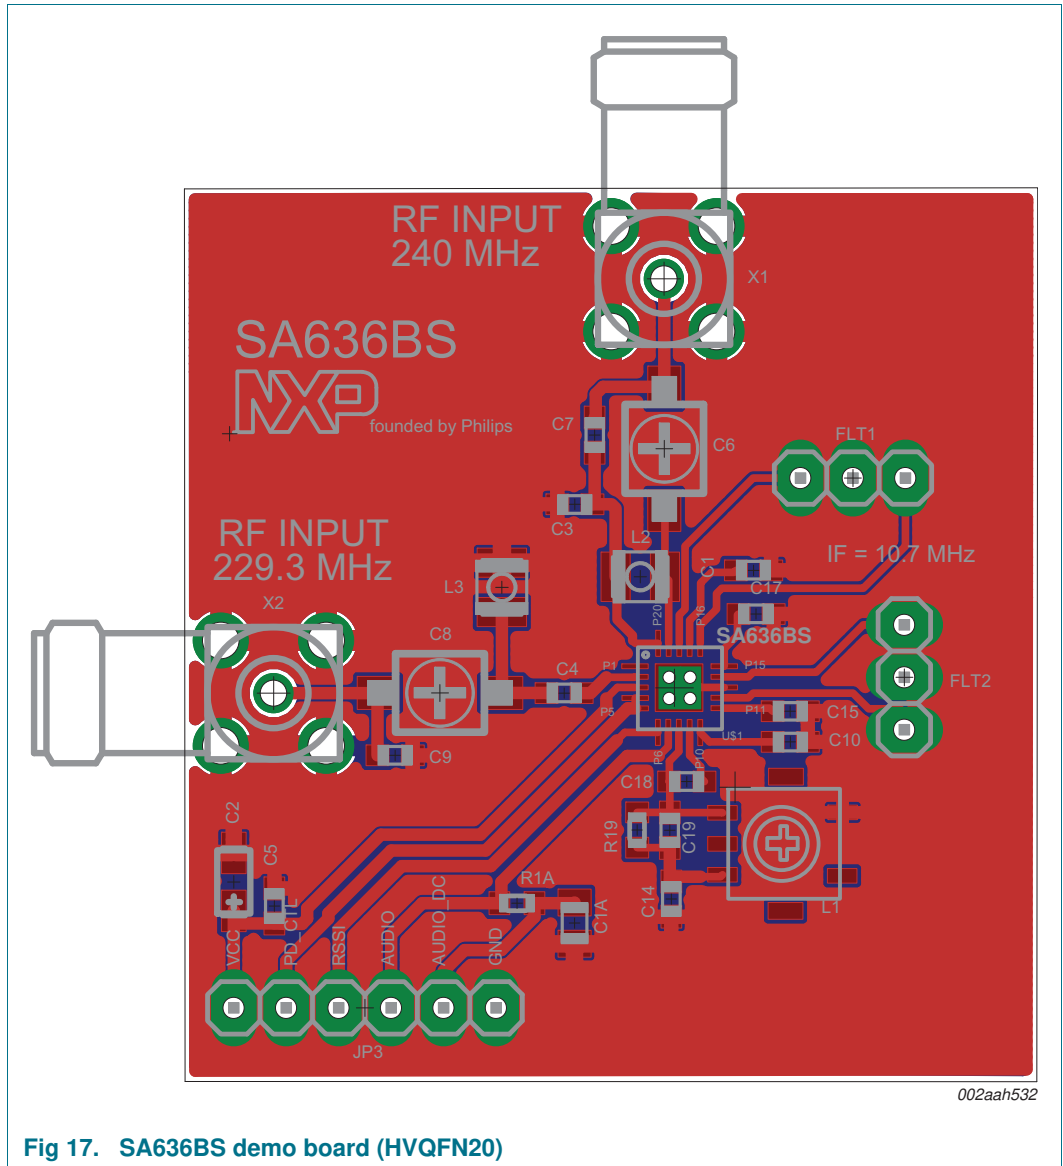 RF INPUT
240 MHz
X1
SA636BS
NXP
founded by Philips
C7
C6
FLT1
C3
L2
RF INPUT
229.3 MHz
IF = 10.7 MHz
C1
C17
L3
X2
P20
P16
SA636BS
C8
C4
P1
P15
FLT2
P5
P11
C15
U$1
C10
C9
P6
P10
C18
R19
C19
C2
C5
R1A
C14
C1A
L1
VCC
PD_CTL
RSSI
AUDIO
AUDIO_DC
GND
JP3
002aah532
Fig 17. SA636BS demo board (HVQFN20)